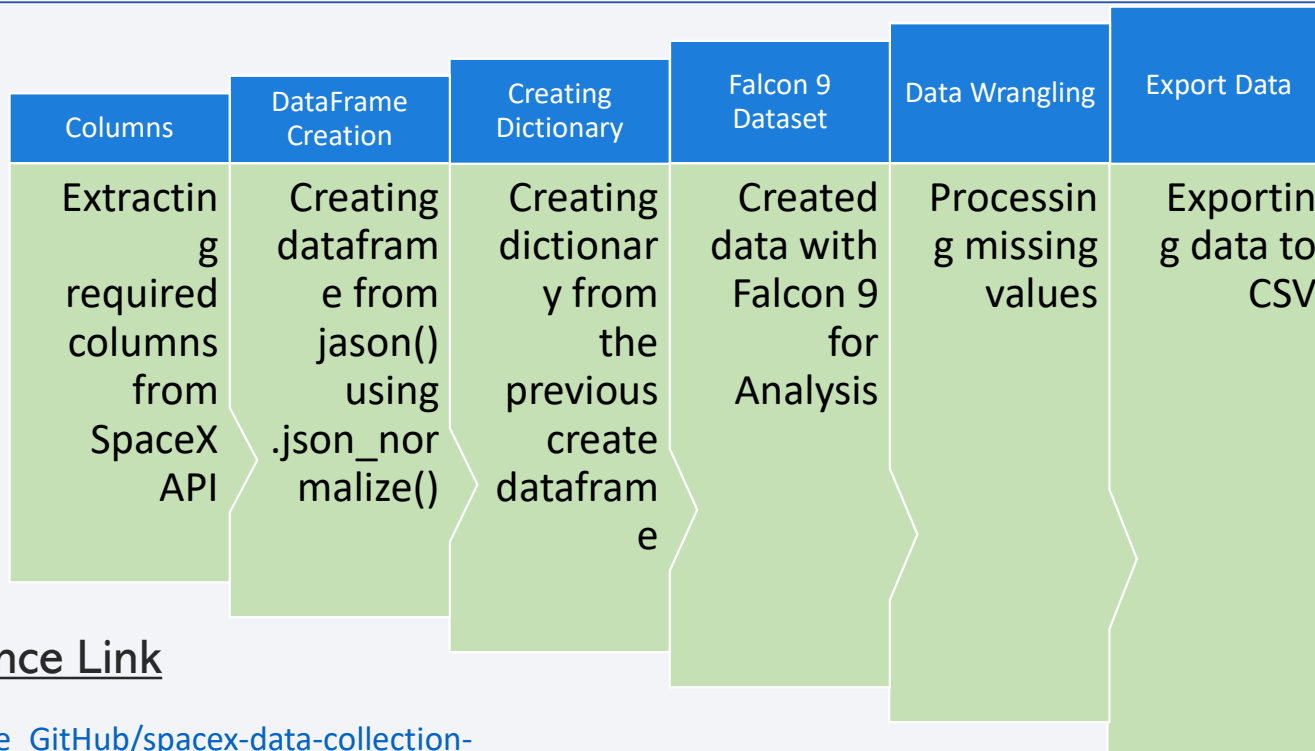 Columns
Extractin
g
required
columns
from
SpaceX
API
DataFrame
Creation
Creating
datafram
e from
jason()
using
.json_nor
malize()
Creating
Dictionary
Creating
dictionar
y from
the
previous
create
datafram
e
Falcon 9
Dataset
Created
data with
Falcon 9
for
Analysis
Data Wrangling
Processin
g missing
values
Export Data
Exportin
g data to
CSV
nce Link
e_GitHub/spacex-data-collection-